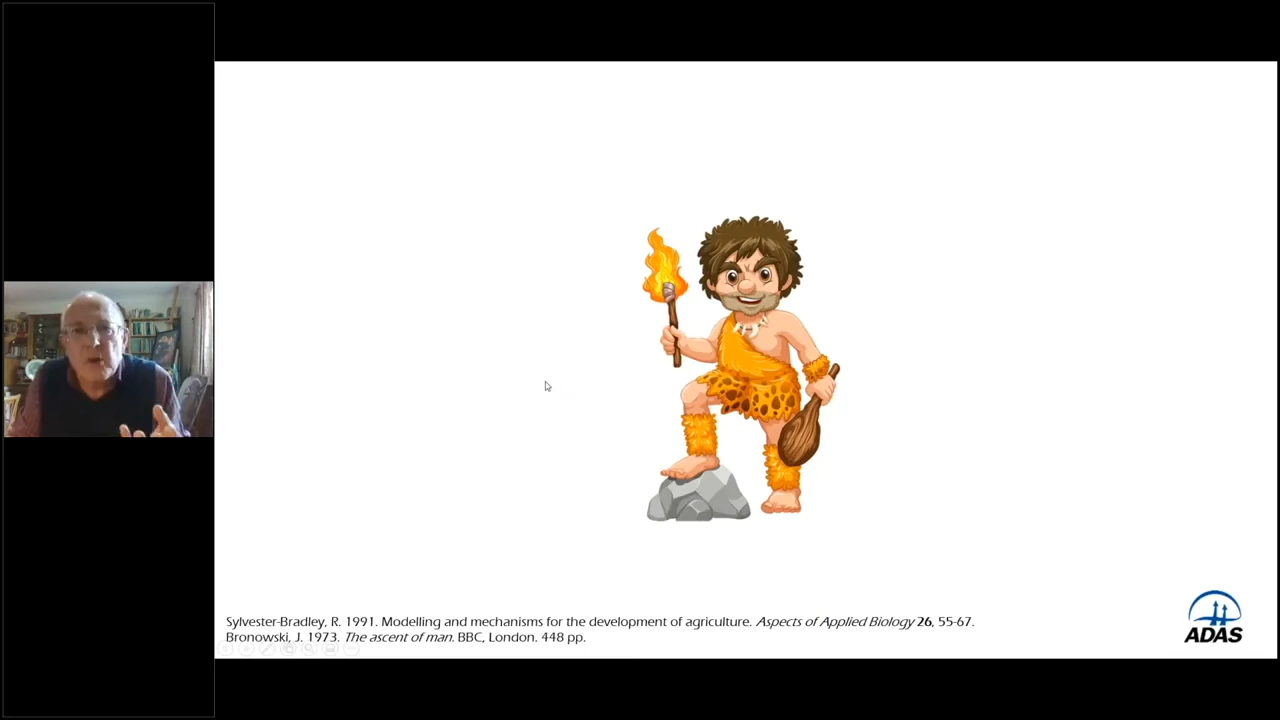 Sylvester-Bradley, R. 1991. Modelling and mechanisms for the development of agriculture. Aspects of Applied Biology 26, 55-67.
Bronowski, J. 1973. The ascent of man. BBC, London. 448 pp.
ADAS